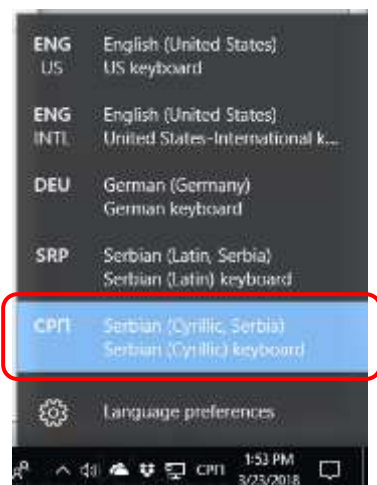 ENG English (United States)
US US keyboard
ENG English (United States)
INTL United States-International k...
DEU German (Germany)
German keyboard
SRP Serbian (Latin, Serbia)
Serbian (Latin) keyboard
СРП Serbian (Cyrillic, Serbia)
Serbian (Cyrillic) keyboard
Language preferences
СРП 1:53 PM
3/23/2018